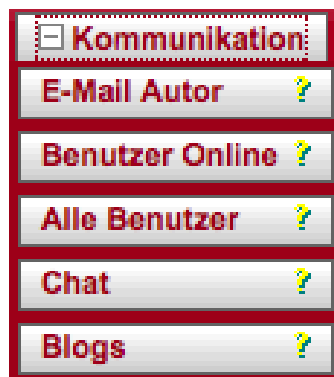 Kommunikation
E-Mail Autor ?
Benutzer Online ?
Alle Benutzer ?
Chat ?
Blogs ?